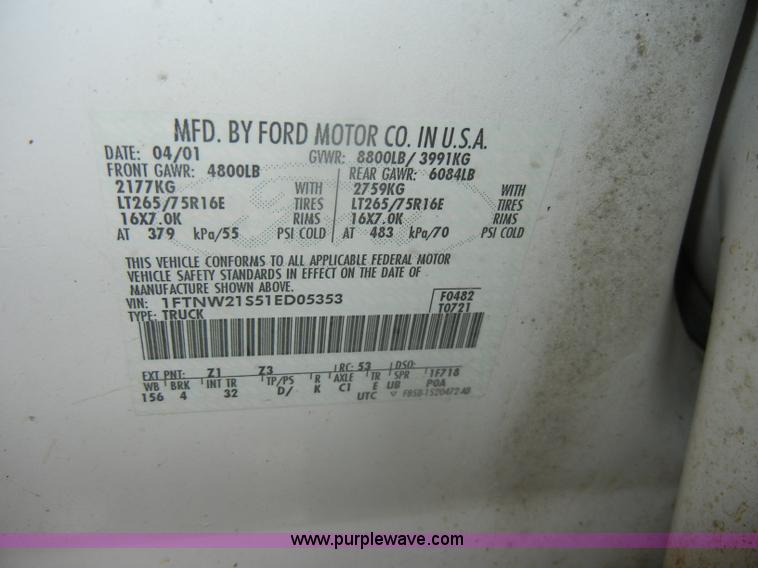 MFD. BY FORD MOTOR CO. IN U.S.A.
DATE: 04/01 GVWR: 8800LB/ 3991KG
FRONT GAWR: 4800LB REAR GAWR: 6084LB
2177KG WITH 2759KG WITH
LT265/75R16E TIRES LT265/75R16E TIRES
16X7.0K RIMS 16X7.0K RIMS
AT 379 kPa/55 PSI COLD AT 483 kPa/70 PSI COLD
THIS VEHICLE CONFORMS TO ALL APPLICABLE FEDERAL MOTOR
VEHICLE SAFETY STANDARDS IN EFFECT ON THE DATE OF
MANUFACTURE SHOWN ABOVE.
VIN: 1FTNW21S51ED05353 F0482
TYPE: TRUCK T0721
EXT PNT: Z1 Z3 RC: 53 DSO:
WB BRK INT TR TP/PS R AXLE TR SPR 1F718
156 4 32 D/ K C1 E UB POA
UTC F85B-1520472-AB
www.purplewave.com